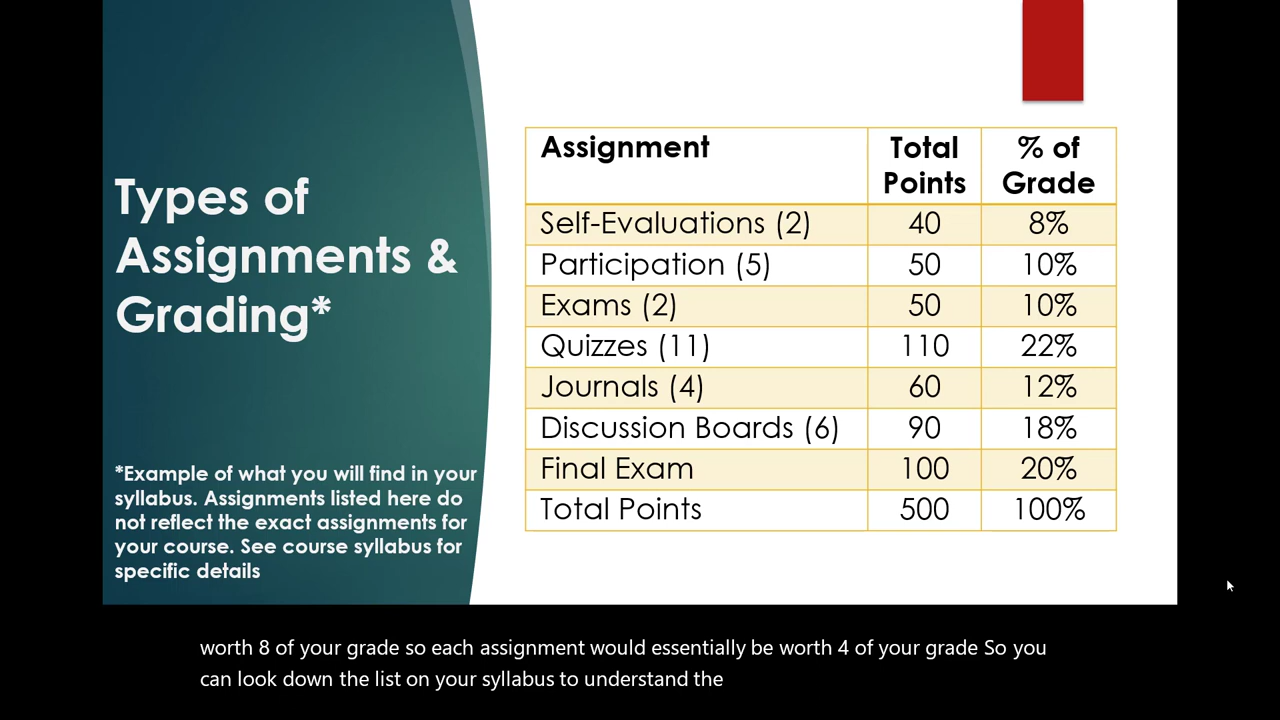 Types of
Assignments &
Grading*
*Example of what you will find in your
syllabus. Assignments listed here do
not reflect the exact assignments for
your course. See course syllabus for
specific details
Assignment Total Points % of Grade
Self-Evaluations (2) 40 8%
Participation (5) 50 10%
Exams (2) 50 10%
Quizzes (11) 110 22%
Journals (4) 60 12%
Discussion Boards (6) 90 18%
Final Exam 100 20%
Total Points 500 100%
worth 8 of your grade so each assignment would essentially be worth 4 of your grade So you
can look down the list on your syllabus to understand the